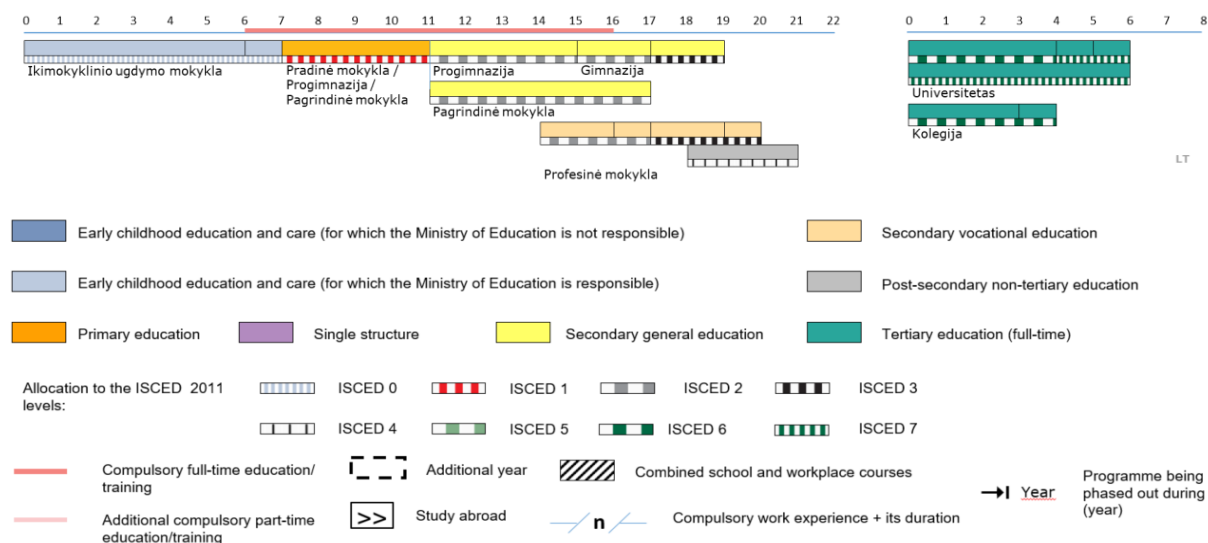 0 1 2 3 4 5 6 7 8 9 10 11 12 13 14 15 16 17 18 19 20 21 22
0 1 2 3 4 5 6 7 8
Ikimokyklinio ugdymo mokykla
Pradinė mokykla /
Progimnazija /
Pagrindinė mokykla
Progimnazija
Gimnazija
Pagrindinė mokykla
Profesinė mokykla
Universitetas
Kolegija
LT
Early childhood education and care (for which the Ministry of Education is not responsible)
Secondary vocational education
Early childhood education and care (for which the Ministry of Education is responsible)
Post-secondary non-tertiary education
Primary education
Single structure
Secondary general education
Tertiary education (full-time)
Allocation to the ISCED 2011
levels:
ISCED 0
ISCED 1
ISCED 2
ISCED 3
ISCED 4
ISCED 5
ISCED 6
ISCED 7
Compulsory full-time education/
training
Additional year
Combined school and workplace courses
Year
Programme being
phased out during
(year)
Additional compulsory part-time
education/training
>>
Study abroad
n
Compulsory work experience + its duration